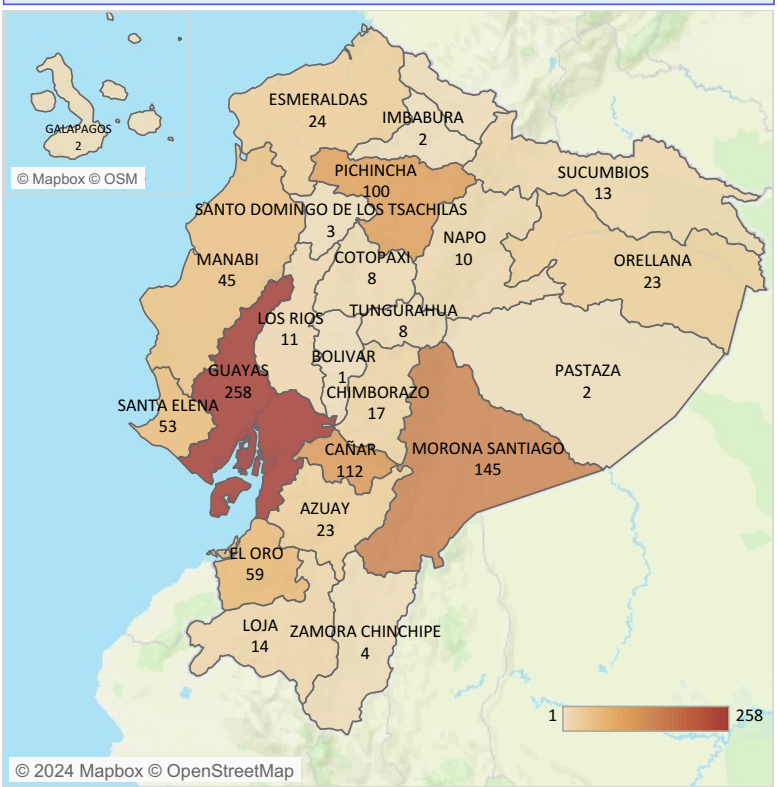 ESMERALDAS
24
IMBABURA
2
GALAPAGOS
2
© Mapbox © OSM
PICHINCHA
100
SUCUMBIOS
13
SANTO DOMINGO DE LOS TSACHILAS
3
NAPO
10
MANABI
45
COTOPAXI
8
ORELLANA
23
LOS RIOS
11
TUNGURAHUA
8
BOLIVAR
1
GUAYAS
258
PASTAZA
2
CHIMBORAZO
17
SANTA ELENA
53
CAÑAR
112
MORONA SANTIAGO
145
AZUAY
23
EL ORO
59
LOJA
14
ZAMORA CHINCHIPE
4
1 258
© 2024 Mapbox © OpenStreetMap